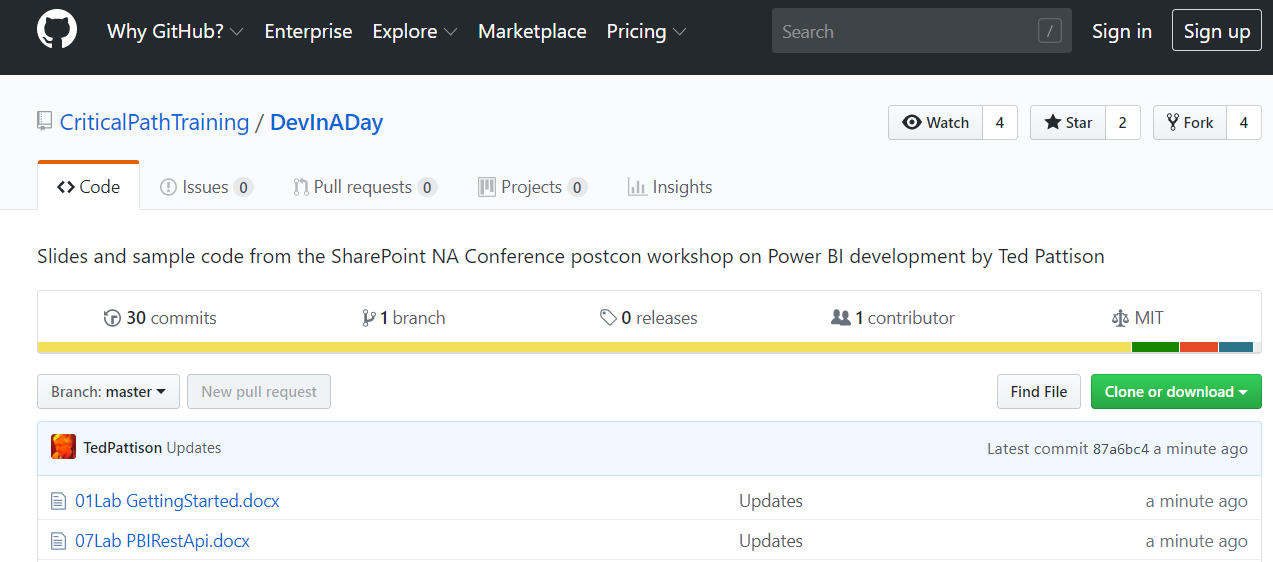 Why GitHub? Enterprise Explore Marketplace Pricing Search / Sign in Sign up
CriticalPathTraining / DevInADay Watch 4 Star 2 Fork 4
Code Issues 0 Pull requests 0 Projects 0 Insights
Slides and sample code from the SharePoint NA Conference postcon workshop on Power BI development by Ted Pattison
30 commits 1 branch 0 releases 1 contributor MIT
Branch: master New pull request Find File Clone or download
TedPattison Updates Latest commit 87a6bc4 a minute ago
01Lab GettingStarted.docx Updates a minute ago
07Lab PBIRestApi.docx Updates a minute ago